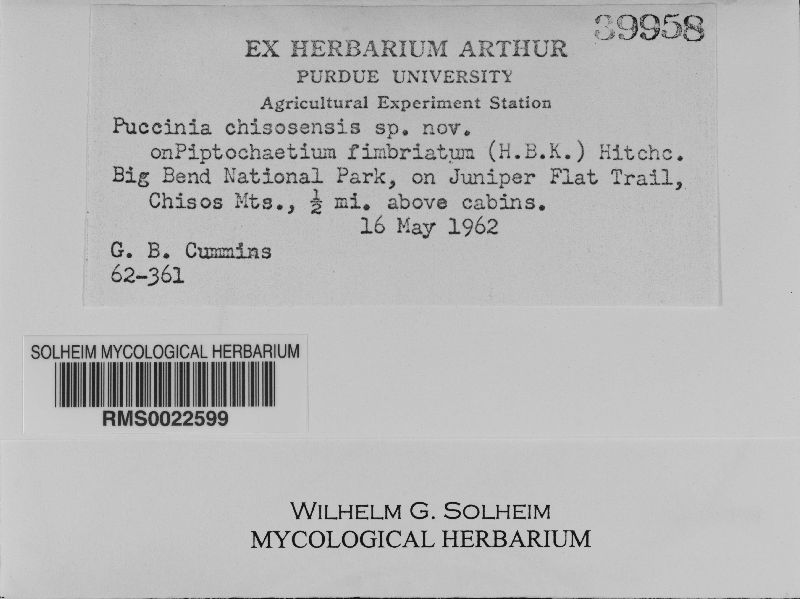 39958
EX HERBARIUM ARTHUR
PURDUE UNIVERSITY
Agricultural Experiment Station
Puccinia chisosensis sp. nov.
onPiptochaetium fimbriatum (H.B.K.) Hitchc.
Big Bend National Park, on Juniper Flat Trail,
Chisos Mts., ½ mi. above cabins.
16 May 1962
G. B. Cummins
62-361
SOLHEIM MYCOLOGICAL HERBARIUM
RMS0022599
WILHELM G. SOLHEIM
MYCOLOGICAL HERBARIUM